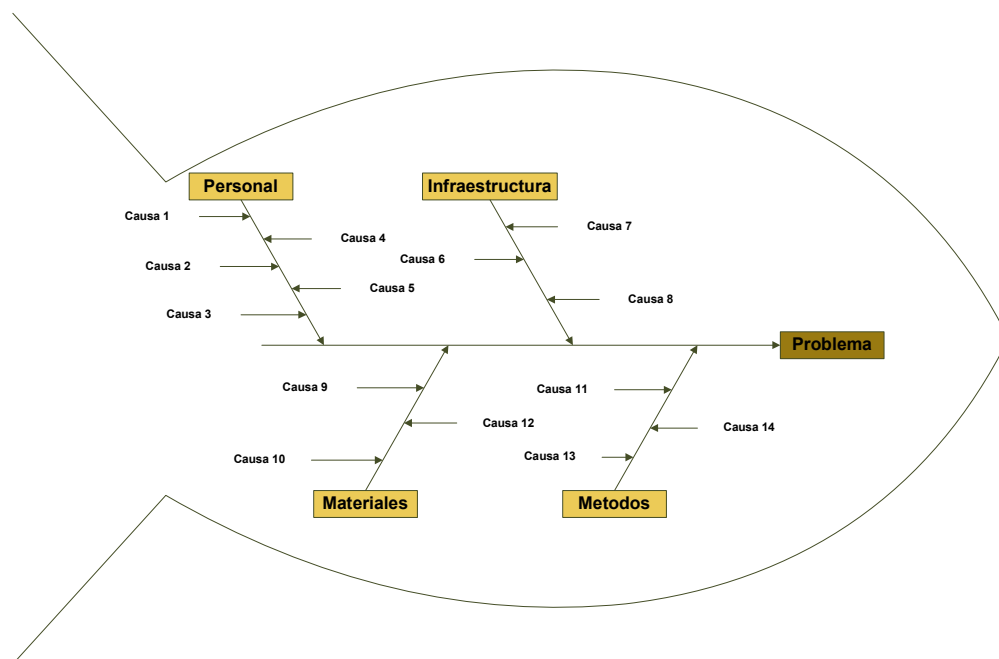 Personal
Infraestructura
Causa 1
Causa 7
Causa 4
Causa 6
Causa 2
Causa 5
Causa 8
Causa 3
Problema
Causa 9
Causa 11
Causa 12
Causa 14
Causa 13
Causa 10
Materiales
Metodos